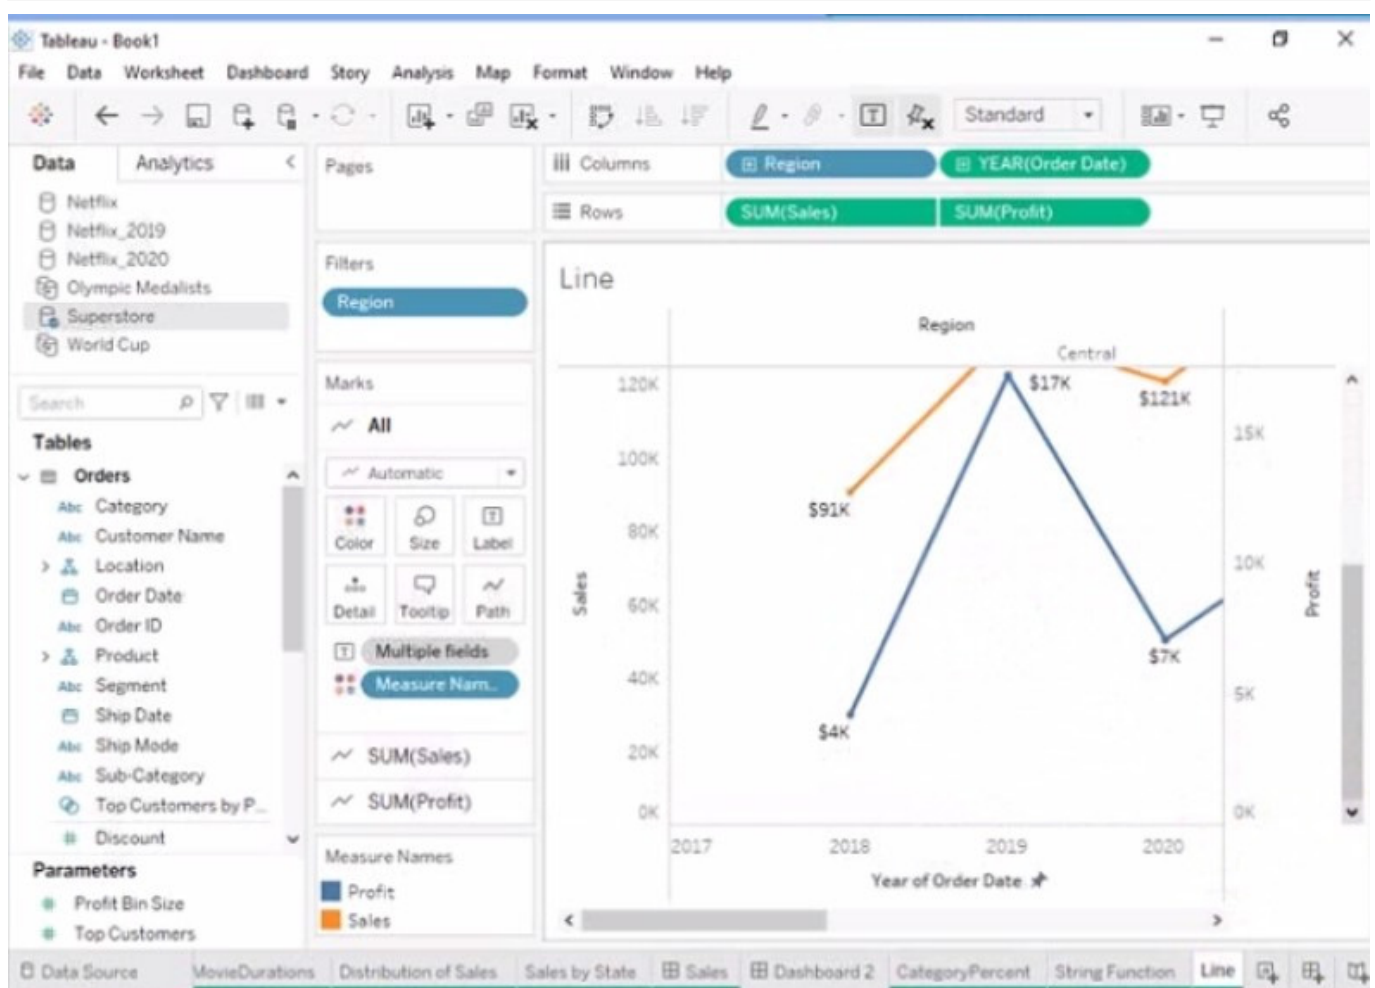 Tableau - Book1
File Data Worksheet Dashboard Story Analysis Map Format Window Help
Standard
Data Analytics
Netflix
Netflix_2019
Netflix_2020
Olympic Medalists
Superstore
World Cup
Search
Tables
Orders
Abc Category
Abc Customer Name
Location
Order Date
Abc Order ID
Product
Abc Segment
Ship Date
Abc Ship Mode
Abc Sub-Category
Top Customers by P...
# Discount
Parameters
# Profit Bin Size
# Top Customers
Pages
Filters
Region
Marks
All
Automatic
Color Size Label
Detail Tooltip Path
Multiple fields
Measure Nam..
SUM(Sales)
SUM(Profit)
Measure Names
Profit
Sales
Columns Region YEAR(Order Date)
Rows SUM(Sales) SUM(Profit)
Line
Region
Central
120K
100K
80K
60K
40K
20K
0K
Sales
$17K
$121K
$91K
$7K
$4K
15K
10K
5K
0K
Profit
2017 2018 2019 2020
Year of Order Date
Data Source MovieDurations Distribution of Sales Sales by State Sales Dashboard 2 CategoryPercent String Function Line